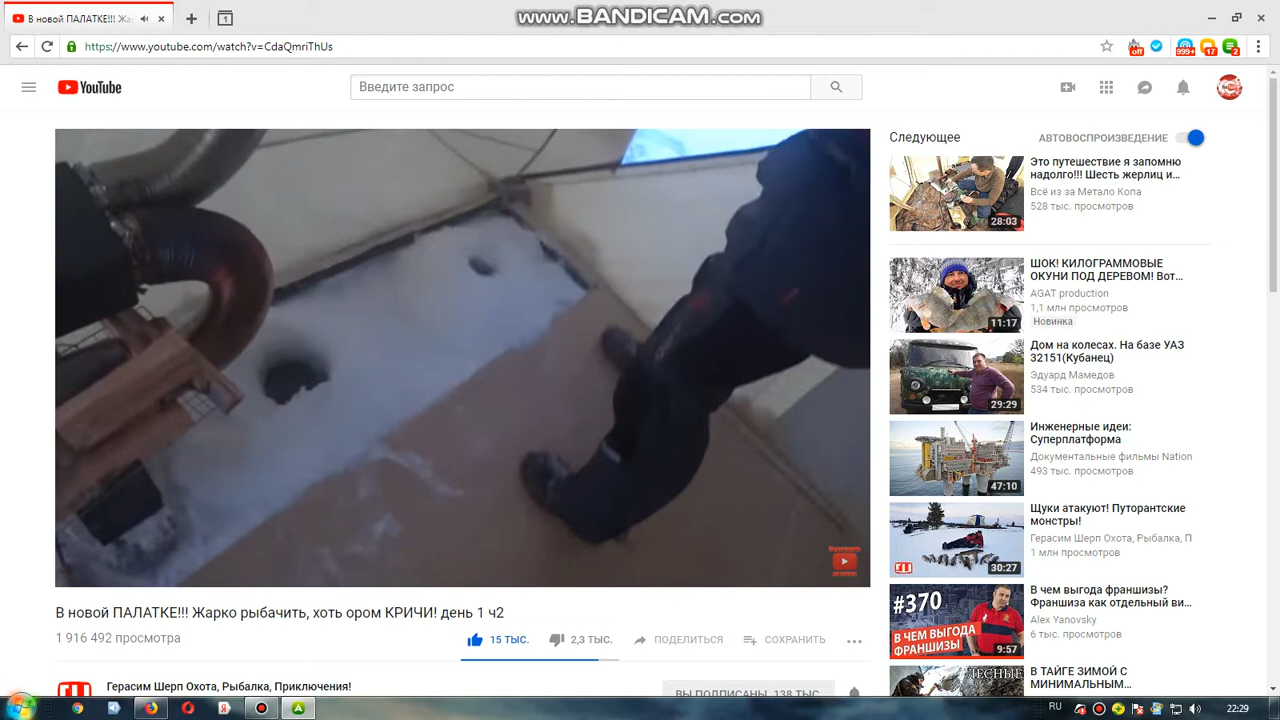 www.BANDICAM.com
В новой ПАЛАТКЕ!!! Жар
1
https://www.youtube.com/watch?v=CdaQmriThUs
off
999+
17
2
YouTube
Введите запрос
Следующее
АВТОВОСПРОИЗВЕДЕНИЕ
Это путешествие я запомню
надолго!!! Шесть жерлиц и…
Всё из за Метало Копа
528 тыс. просмотров
28:03
ШОК! КИЛОГРАММОВЫЕ
ОКУНИ ПОД ДЕРЕВОМ! Вот…
AGAT production
1,1 млн просмотров
Новинка
11:17
Дом на колесах. На базе УАЗ
32151(Кубанец)
Эдуард Мамедов
534 тыс. просмотров
29:29
Инженерные идеи:
Суперплатформа
Документальные фильмы Nation
493 тыс. просмотров
47:10
Щуки атакуют! Путорантские
монстры!
Герасим Шерп Охота, Рыбалка, П
1 млн просмотров
30:27
В чем выгода франшизы?
Франшиза как отдельный ви…
Alex Yanovsky
6 тыс. просмотров
#370
В ЧЕМ ВЫГОДА
ФРАНШИЗЫ?
9:57
В ТАЙГЕ ЗИМОЙ С
МИНИМАЛЬНЫМ…
ЛЕСНЫЕ
В новой ПАЛАТКЕ!!! Жарко рыбачить, хоть ором КРИЧИ! день 1 ч2
1 916 492 просмотра
15 ТЫС.
2,3 ТЫС.
ПОДЕЛИТЬСЯ
СОХРАНИТЬ
Герасим Шерп Охота, Рыбалка, Приключения!
ВЫ ПОДПИСАНЫ 138 ТЫС.
RU
22:29